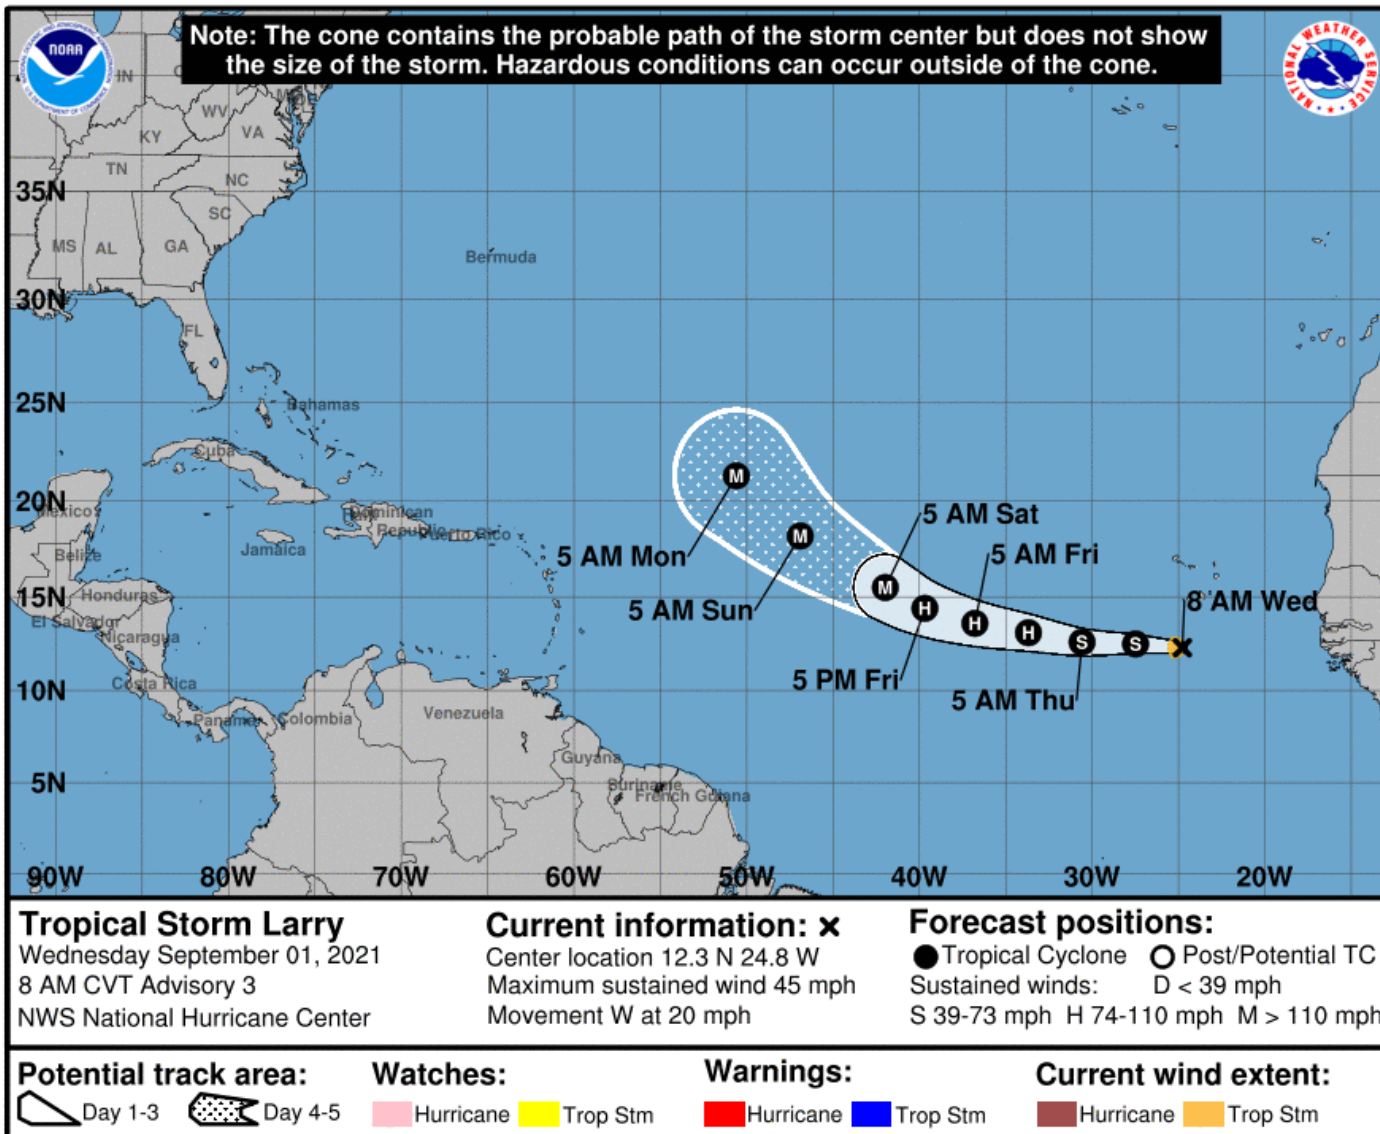 Note: The cone contains the probable path of the storm center but does not show
the size of the storm. Hazardous conditions can occur outside of the cone.
NOAA
NATIONAL WEATHER SERVICE
IN
WV
KY
VA
TN
NC
35N
SC
MS
AL
GA
Bermuda
30N
FL
25N
Bahamas
Cuba
20N
Mexico
Dominican
Republic
Puerto Rico
Jamaica
Belize
5 AM Sat
5 AM Mon
5 AM Fri
M
M
M
H
H
H
S
S
15N
Honduras
5 AM Sun
8 AM Wed
El Salvador
Nicaragua
5 PM Fri
5 AM Thu
10N
Costa Rica
Panama
Colombia
Venezuela
Guyana
5N
Suriname
French Guiana
90W
80W
70W
60W
50W
40W
30W
20W
Tropical Storm Larry
Wednesday September 01, 2021
8 AM CVT Advisory 3
NWS National Hurricane Center
Current information: x
Center location 12.3 N 24.8 W
Maximum sustained wind 45 mph
Movement W at 20 mph
Forecast positions:
Tropical Cyclone Post/Potential TC
Sustained winds: D < 39 mph
S 39-73 mph H 74-110 mph M > 110 mph
Potential track area:
Day 1-3 Day 4-5
Watches:
Hurricane Trop Stm
Warnings:
Hurricane Trop Stm
Current wind extent:
Hurricane Trop Stm